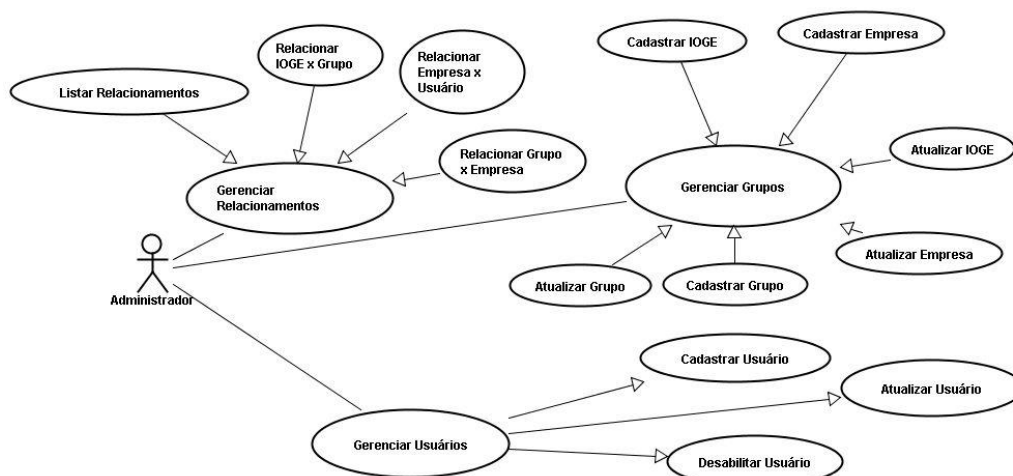 Cadastrar IOGE
Cadastrar Empresa
Relacionar
IOGE x Grupo
Relacionar
Empresa x
Usuário
Listar Relacionamentos
Atualizar IOGE
Relacionar Grupo
x Empresa
Gerenciar
Relacionamentos
Gerenciar Grupos
Atualizar Empresa
Atualizar Grupo
Cadastrar Grupo
Administrador
Cadastrar Usuário
Atualizar Usuário
Gerenciar Usuários
Desabilitar Usuário